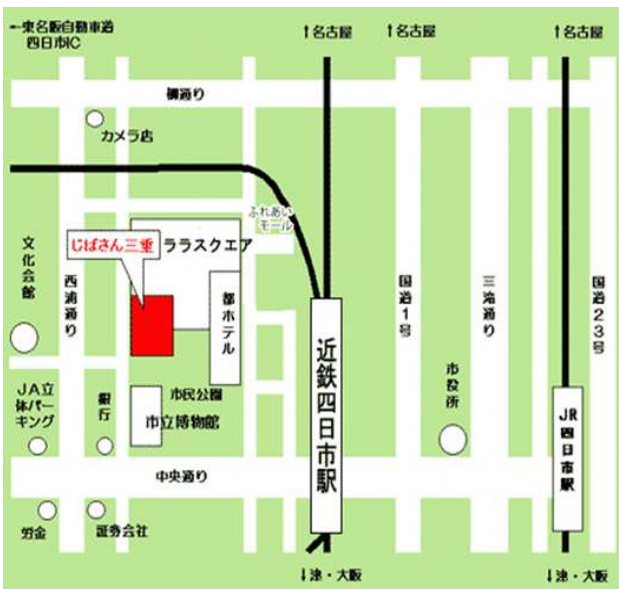 ←東名阪自動車道
四日市IC
↑名古屋
↑名古屋
↑名古屋
柳通り
カメラ店
ふれあい
モール
じばさん三重
ララスクエア
文化会館
西浦通り
都ホテル
国道1号
三滝通り
国道23号
近鉄四日市駅
市役所
JA立
体パー
キング
銀行
市民公園
市立博物館
JR四日市駅
中央通り
労金
証券会社
↓津・大阪
↓津・大阪